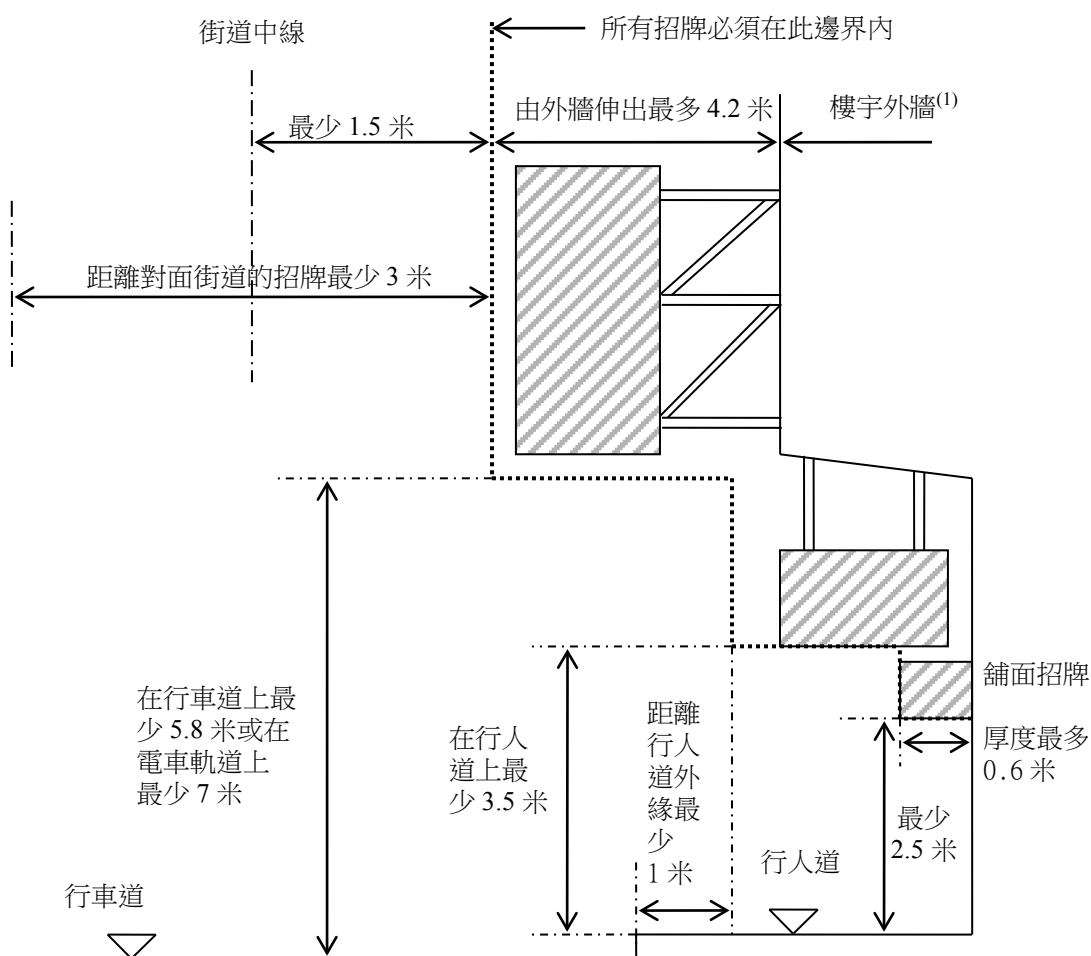 街道中線
所有招牌必須在此邊界內
由外牆伸出最多 4.2 米
樓宇外牆(1)
最少 1.5 米
距離對面街道的招牌最少 3 米
舖面招牌
厚度最多
0.6 米
在行車道上最
少 5.8 米或在
電車軌道上
最少 7 米
在行人
道上最
少 3.5 米
距離
行人
道外
緣最
少
1 米
最少
2.5 米
行人道
行車道